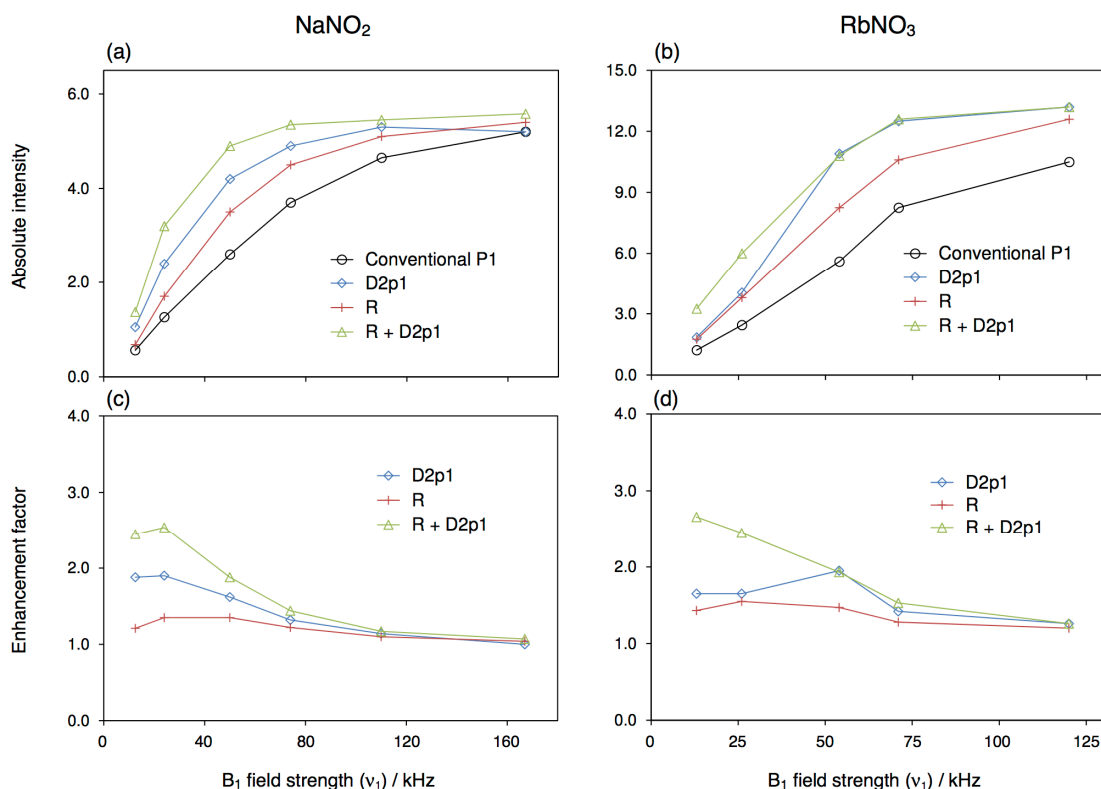 NaNO₂
RbNO₃
(a)
(b)
Absolute intensity
6.0
4.0
2.0
0.0
Conventional P1
D2p1
R
R + D2p1
15.0
12.0
9.0
6.0
3.0
0.0
Conventional P1
D2p1
R
R + D2p1
(c)
(d)
Enhancement factor
4.0
3.0
2.0
1.0
0.0
D2p1
R
R + D2p1
0 40 80 120 160
B₁ field strength (ν₁) / kHz
4.0
3.0
2.0
1.0
0.0
D2p1
R
R + D2p1
0 25 50 75 100 125
B₁ field strength (ν₁) / kHz